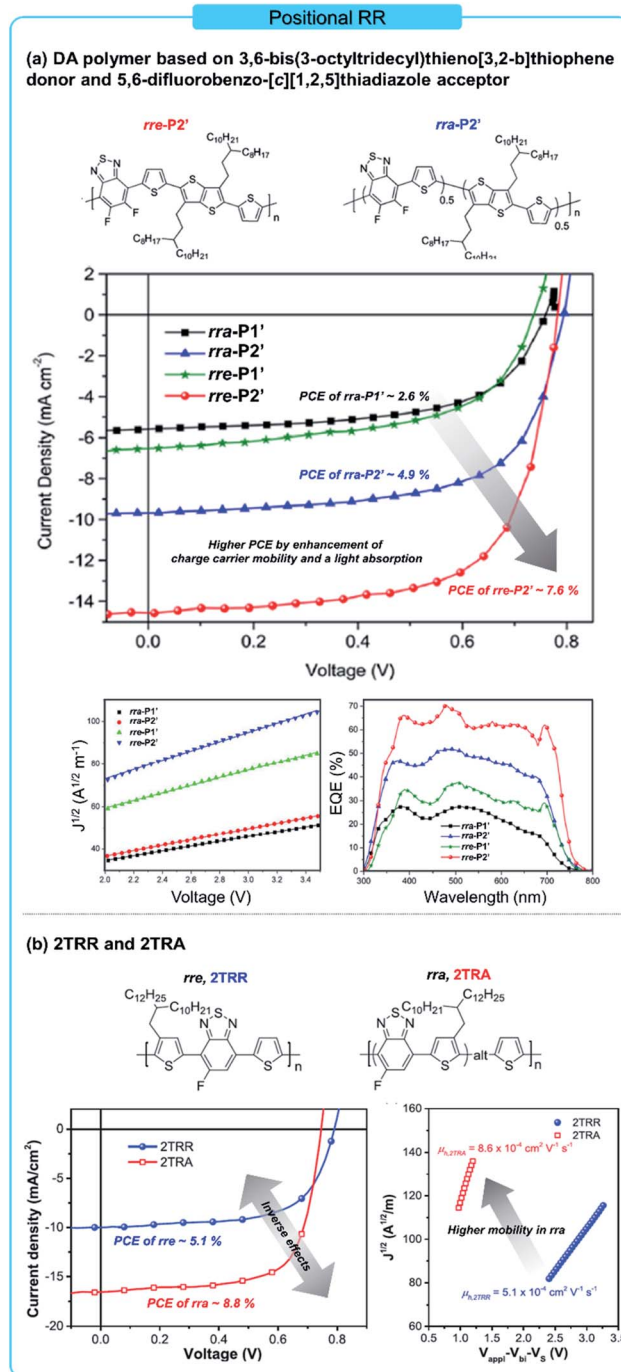 Positional RR
(a) DA polymer based on 3,6-bis(3-octyltridecyl)thieno[3,2-b]thiophene
donor and 5,6-difluorobenzo-[c][1,2,5]thiadiazole acceptor
rre-P2' rra-P2'
C10H21 C10H21
C8H17 C8H17
N S N N S N
S S S S S S
n 0.5 0.5 n
F F F F
C8H17 C8H17
C10H21 C10H21
2
0
-2
-4
-6
-8
-10
-12
-14
Current Density (mA cm-2)
rra-P1'
rra-P2'
rre-P1'
rre-P2'
PCE of rra-P1' ~ 2.6 %
PCE of rra-P2' ~ 4.9 %
Higher PCE by enhancement of
charge carrier mobility and a light absorption
PCE of rre-P2' ~ 7.6 %
0.0 0.2 0.4 0.6 0.8
Voltage (V)
rra-P1'
rra-P2'
rre-P1'
rre-P2'
100
80
60
40
J1/2 (A1/2 m-1)
2.0 2.2 2.4 2.6 2.8 3.0 3.2 3.4
Voltage (V)
70
60
50
40
30
20
10
0
EQE (%)
rra-P1'
rra-P2'
rre-P1'
rre-P2'
300 400 500 600 700 800
Wavelength (nm)
(b) 2TRR and 2TRA
rre, 2TRR rra, 2TRA
C12H25 C12H25
C10H21 C10H21
N S N N S N
S S n S alt S n
F F
0
-5
-10
-15
-20
-25
Current density (mA/cm2)
2TRR
2TRA
PCE of rre ~ 5.1 %
Inverse effects
PCE of rra ~ 8.8 %
0.0 0.2 0.4 0.6 0.8
Voltage (V)
160
140
120
100
80
60
J1/2 (A1/2/m)
2TRR
2TRA
μh,2TRA = 8.6 x 10-4 cm2 V-1 s-1
Higher mobility in rra
μh,2TRR = 5.1 x 10-4 cm2 V-1 s-1
0.5 1.0 1.5 2.0 2.5 3.0 3.5
Vappl-Vbi-VS (V)